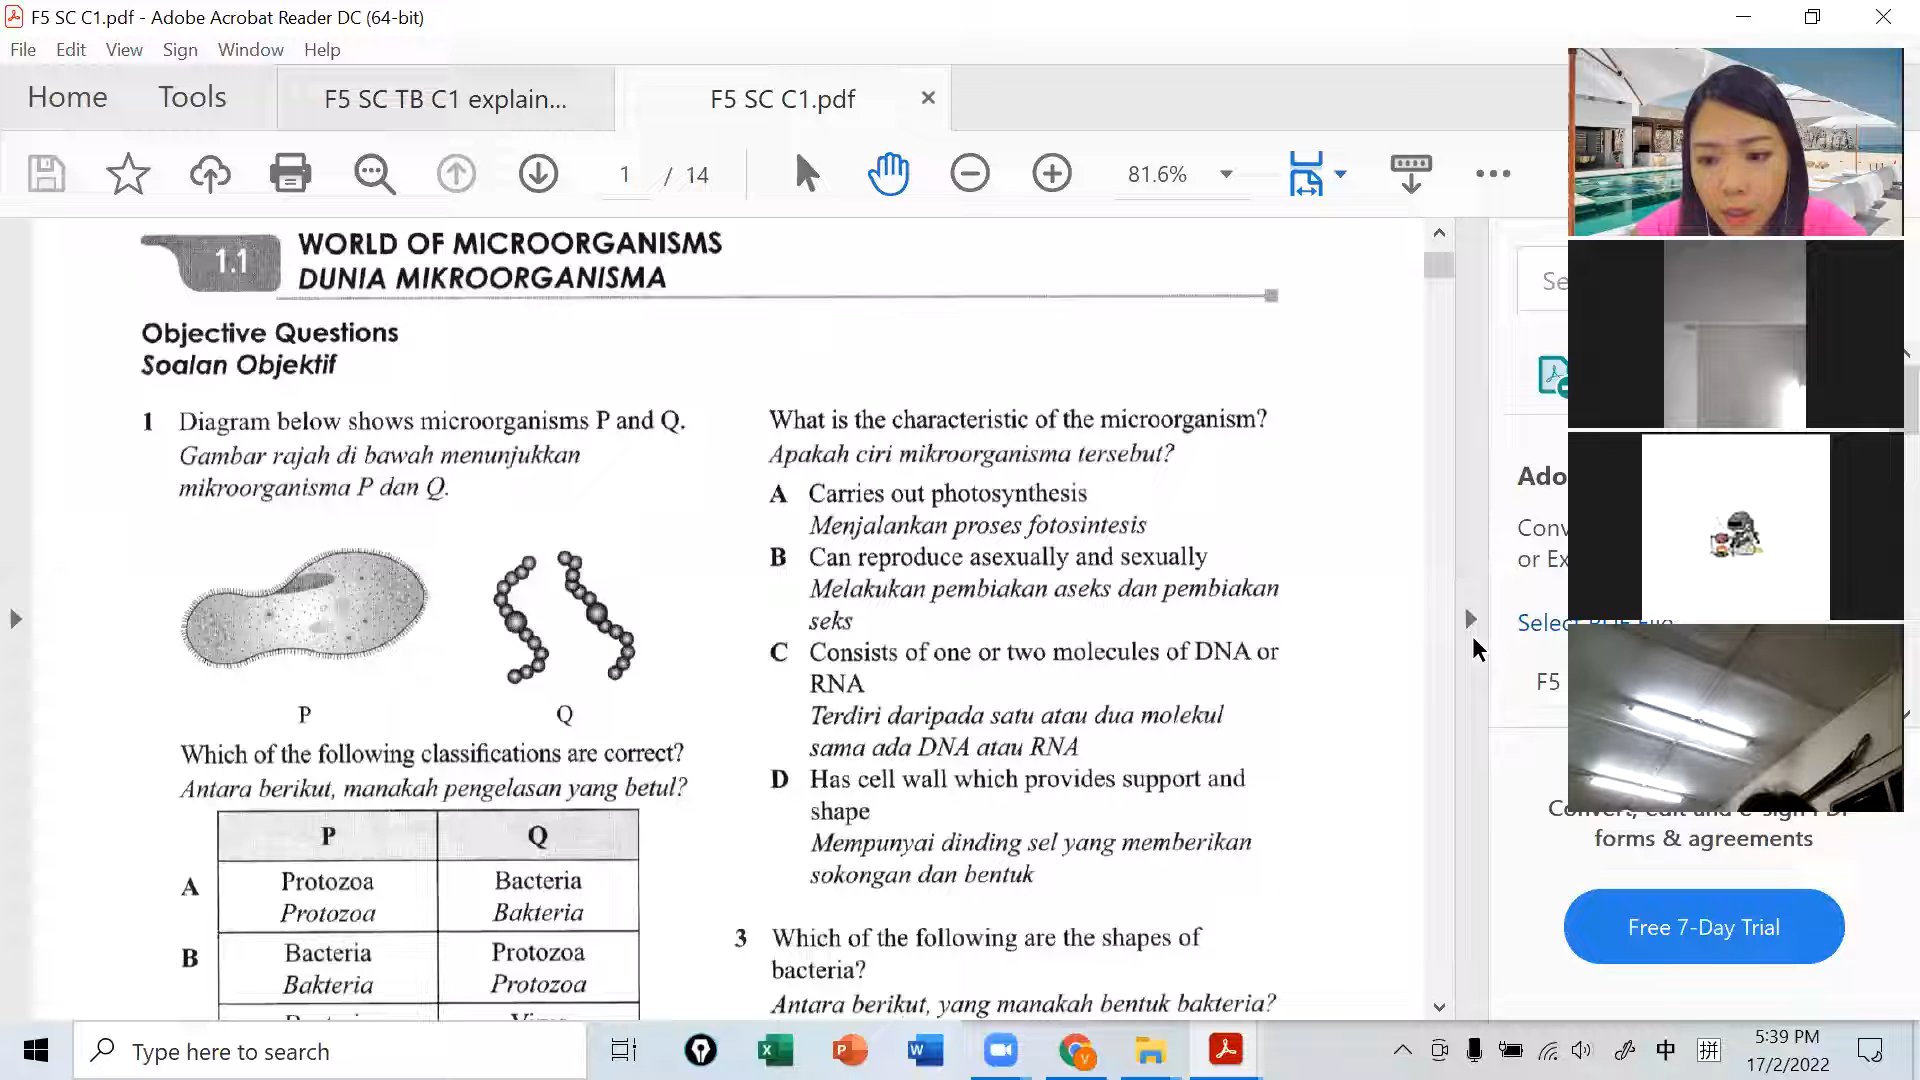 F5 SC C1.pdf - Adobe Acrobat Reader DC (64-bit)
File Edit View Sign Window Help
Home Tools F5 SC TB C1 explain... F5 SC C1.pdf
1 / 14 81.6%
1.1 WORLD OF MICROORGANISMS
DUNIA MIKROORGANISMA
Objective Questions
Soalan Objektif
1 Diagram below shows microorganisms P and Q.
Gambar rajah di bawah menunjukkan
mikroorganisma P dan Q.
P Q
Which of the following classifications are correct?
Antara berikut, manakah pengelasan yang betul?
P Q
A Protozoa Bacteria
Protozoa Bakteria
B Bacteria Protozoa
Bakteria Protozoa
What is the characteristic of the microorganism?
Apakah ciri mikroorganisma tersebut?
A Carries out photosynthesis
Menjalankan proses fotosintesis
B Can reproduce asexually and sexually
Melakukan pembiakan aseks dan pembiakan
seks
C Consists of one or two molecules of DNA or
RNA
Terdiri daripada satu atau dua molekul
sama ada DNA atau RNA
D Has cell wall which provides support and
shape
Mempunyai dinding sel yang memberikan
sokongan dan bentuk
3 Which of the following are the shapes of
bacteria?
Antara berikut, yang manakah bentuk bakteria?
Se
Ado
Conv
or Ex
Select
F5
forms & agreements
Free 7-Day Trial
Type here to search
中 拼
5:39 PM
17/2/2022